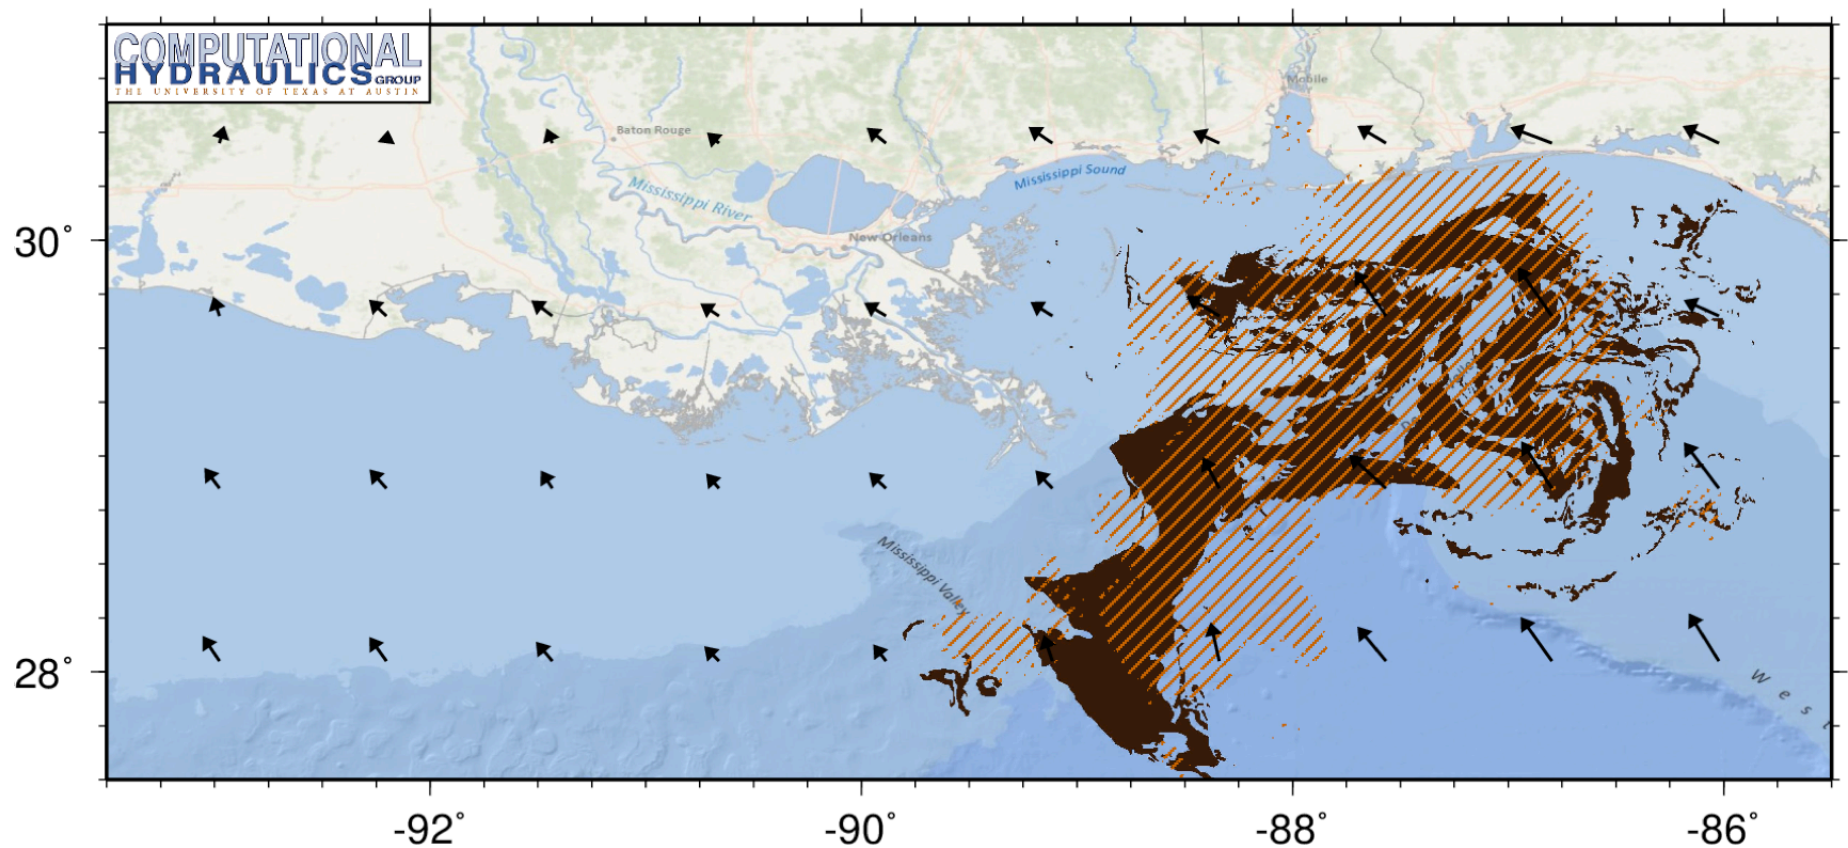 COMPUTATIONAL
HYDRAULICS GROUP
THE UNIVERSITY OF TEXAS AT AUSTIN
Mobile
Baton Rouge
Mississippi Sound
Mississippi River
New Orleans
30°
Mississippi Valley
28°
West
-92°
-90°
-88°
-86°